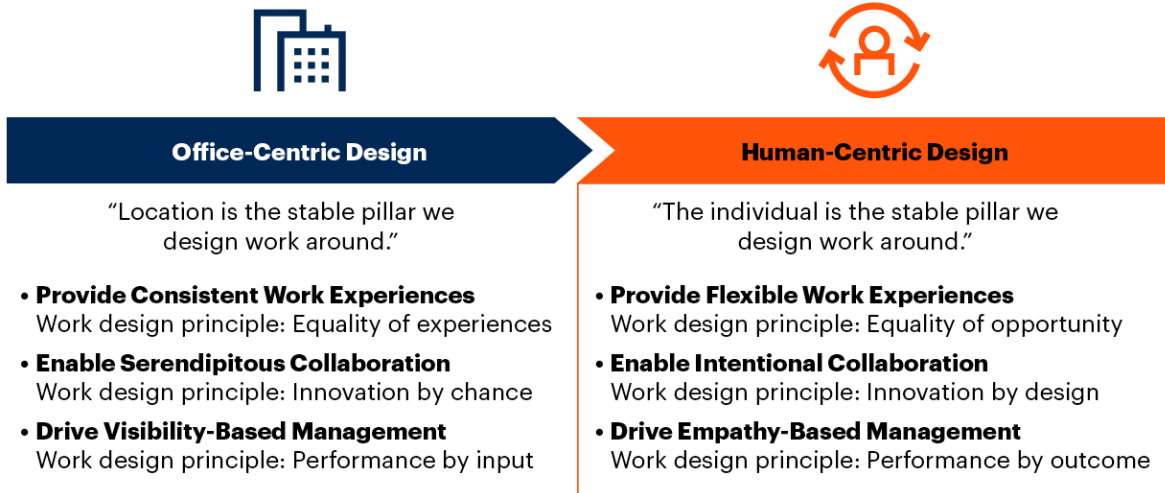 Office-Centric Design
“Location is the stable pillar we
design work around.”
• Provide Consistent Work Experiences
Work design principle: Equality of experiences
• Enable Serendipitous Collaboration
Work design principle: Innovation by chance
• Drive Visibility-Based Management
Work design principle: Performance by input
Human-Centric Design
“The individual is the stable pillar we
design work around.”
• Provide Flexible Work Experiences
Work design principle: Equality of opportunity
• Enable Intentional Collaboration
Work design principle: Innovation by design
• Drive Empathy-Based Management
Work design principle: Performance by outcome